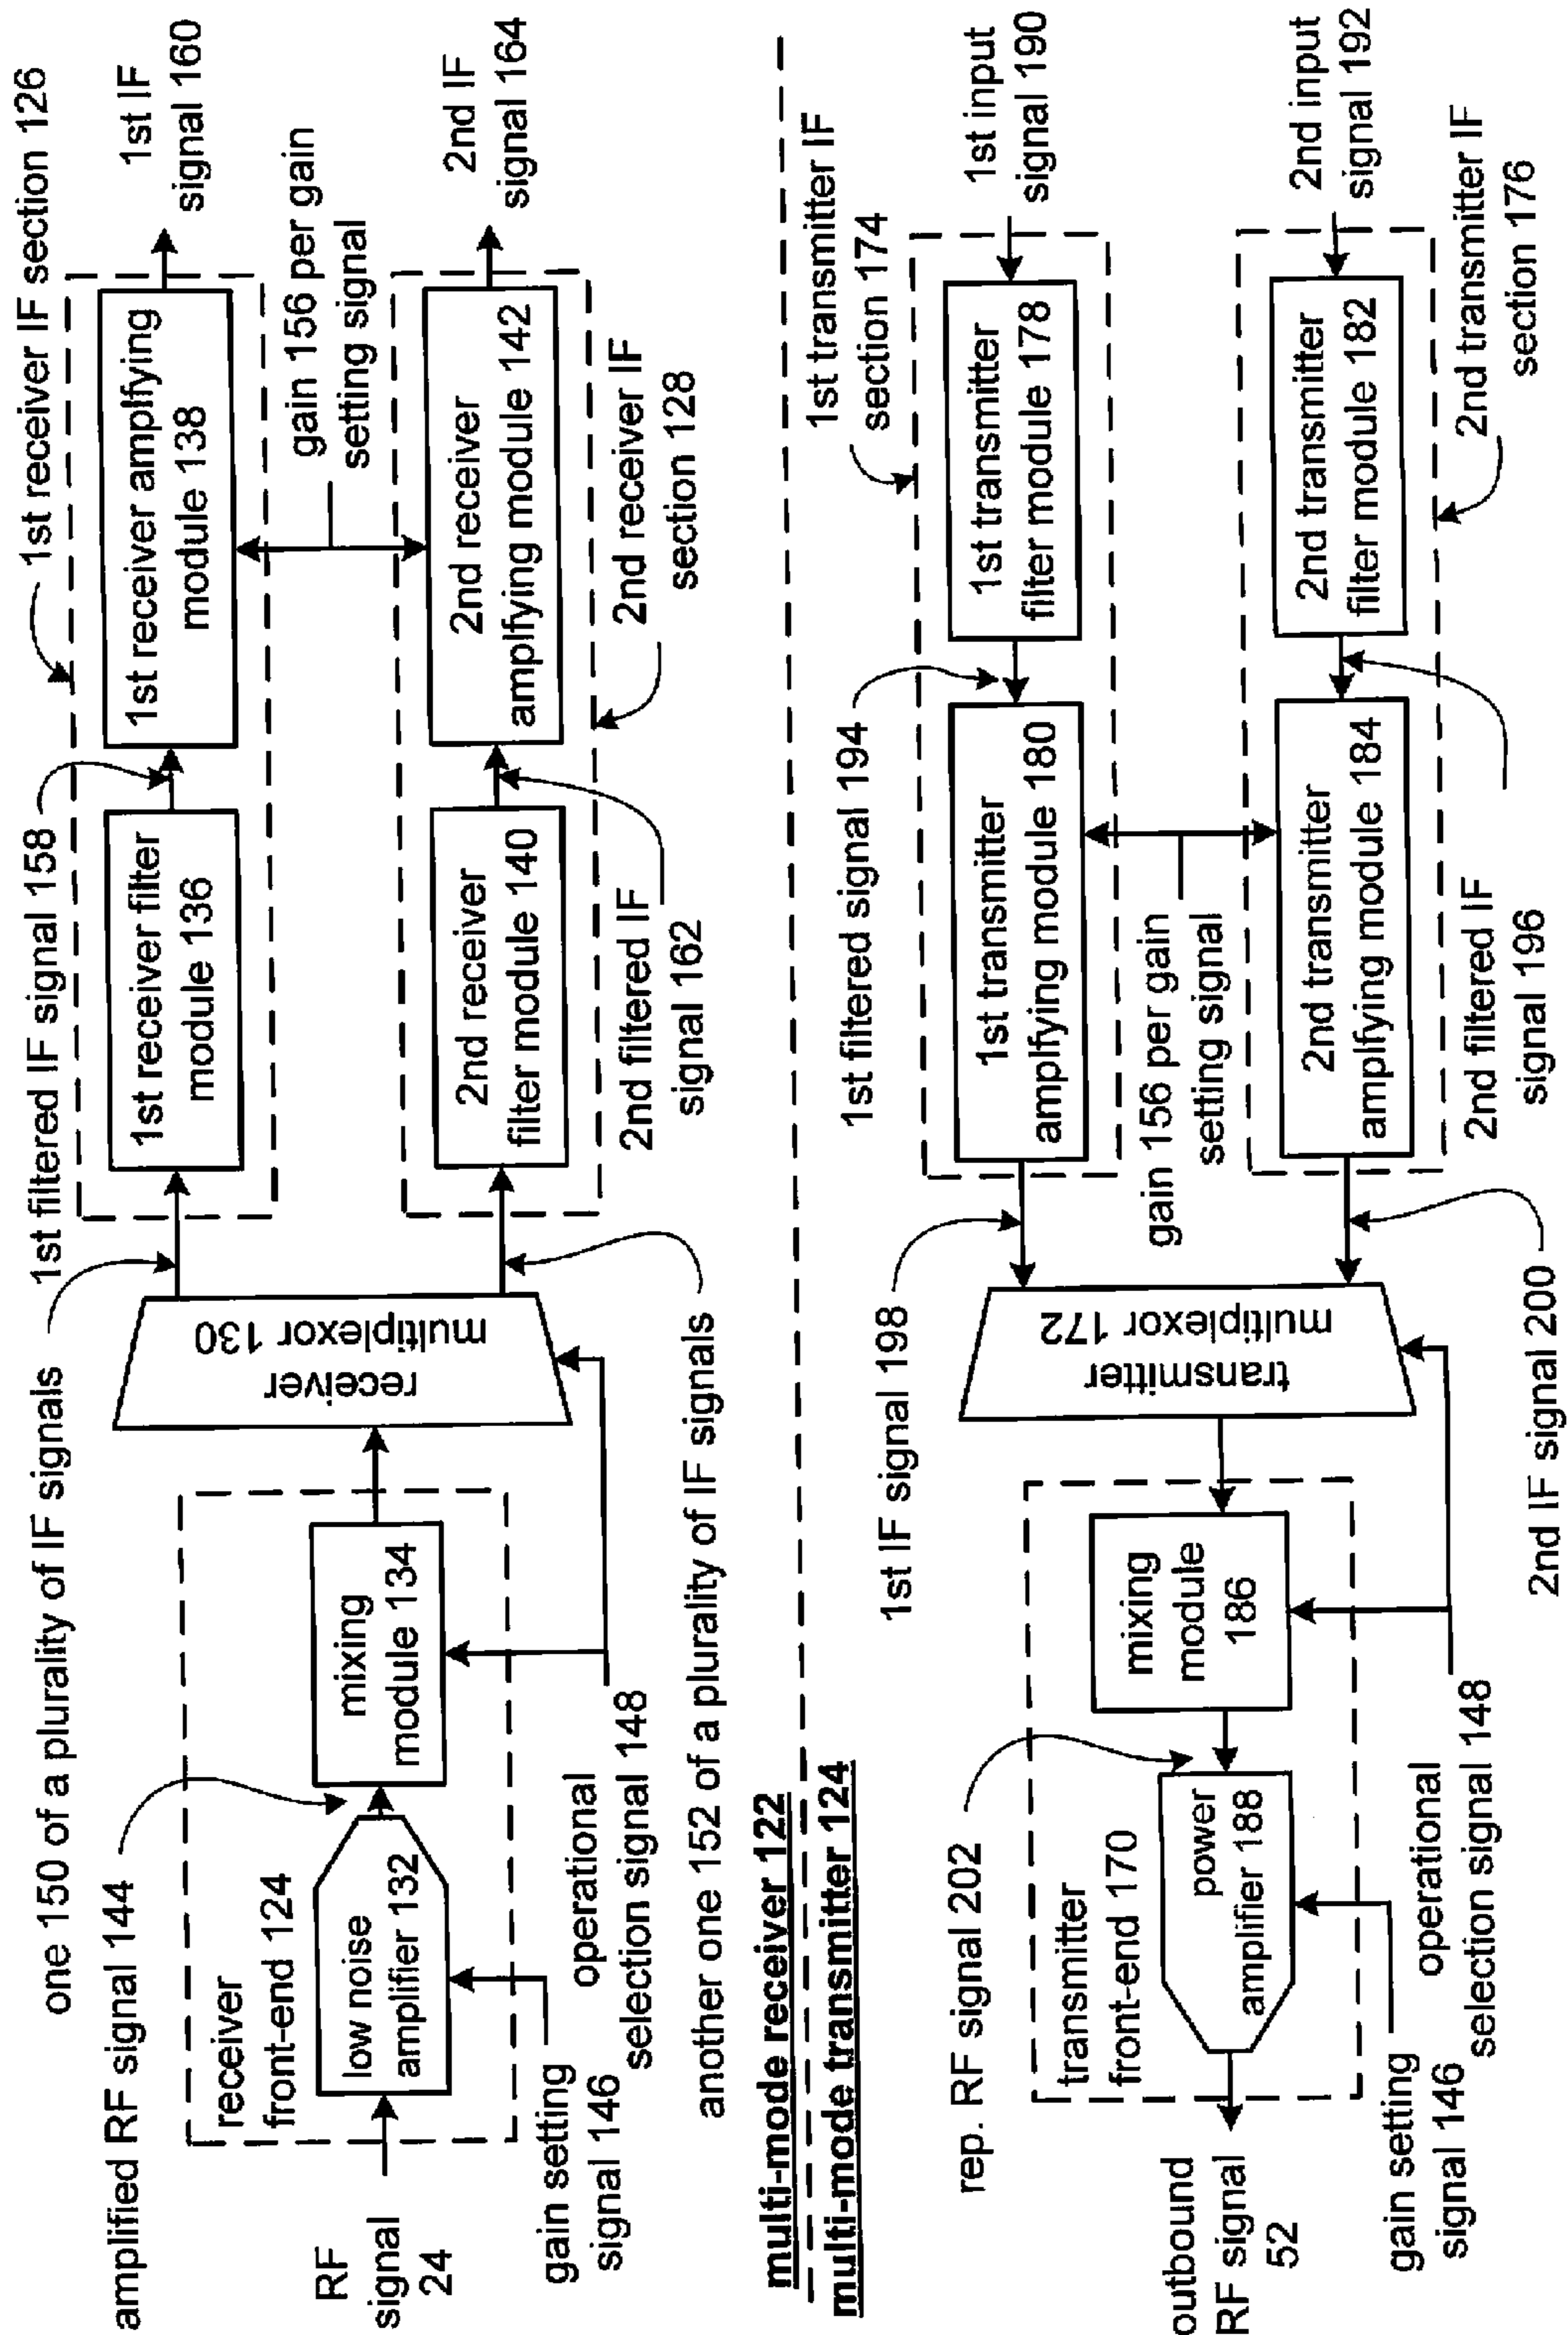 amplified RF signal 144
one 150 of a plurality of IF signals
1st filtered IF signal 158
1st receiver IF section 126
RF
signal
24
receiver
front-end 124
low noise
amplifier 132
mixing
module 134
receiver
multiplexor 130
1st receiver filter
module 136
1st receiver amplfying
module 138
1st IF
signal 160
gain 156 per gain
setting signal
2nd receiver
filter module 140
2nd receiver
amplfying module 142
2nd IF
signal 164
2nd filtered IF
signal 162
2nd receiver IF
section 128
gain setting
signal 146
operational
selection signal 148
another one 152 of a plurality of IF signals
multi-mode receiver 122
multi-mode transmitter 124
rep. RF signal 202
1st IF signal 198
1st filtered signal 194
1st transmitter IF
section 174
outbound
RF signal
52
transmitter
front-end 170
power
amplifier 188
mixing
module
186
transmitter
multiplexor 172
1st transmitter
amplfying module 180
1st transmitter
filter module 178
1st input
signal 190
gain 156 per gain
setting signal
2nd transmitter
amplfying module 184
2nd transmitter
filter module 182
2nd input
signal 192
gain setting
signal 146
operational
selection signal 148
2nd IF signal 200
2nd filtered IF
signal 196
2nd transmitter IF
section 176